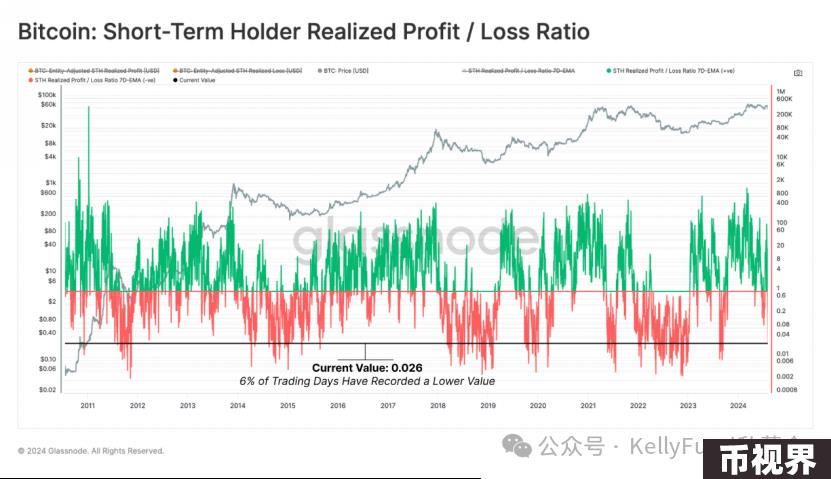 Bitcoin: Short-Term Holder Realized Profit / Loss Ratio
BTC: Entity-Adjusted STH Realized Profit [USD]
BTC: Entity-Adjusted STH Realized Loss [USD]
BTC: Price [USD]
STH Realized Profit / Loss Ratio 7D-EMA
STH Realized Profit / Loss Ratio 7D-EMA (+ve)
STH Realized Profit / Loss Ratio 7D-EMA (-ve)
Current Value
$100k
$60k
$20k
$8k
$4k
$1k
$600
$200
$80
$40
$10
$6
$2
$0.80
$0.40
$0.10
$0.06
$0.02
1M
600K
200K
80K
40K
10K
6K
2K
800
400
100
60
20
8
4
1
0.6
0.2
0.08
0.04
0.01
0.006
0.002
0.0008
glassnode
Current Value: 0.026
6% of Trading Days Have Recorded a Lower Value
2011 2012 2013 2014 2015 2016 2017 2018 2019 2020 2021 2022 2023 2024
© 2024 Glassnode. All Rights Reserved.
公众号 · KellyFu
币视界